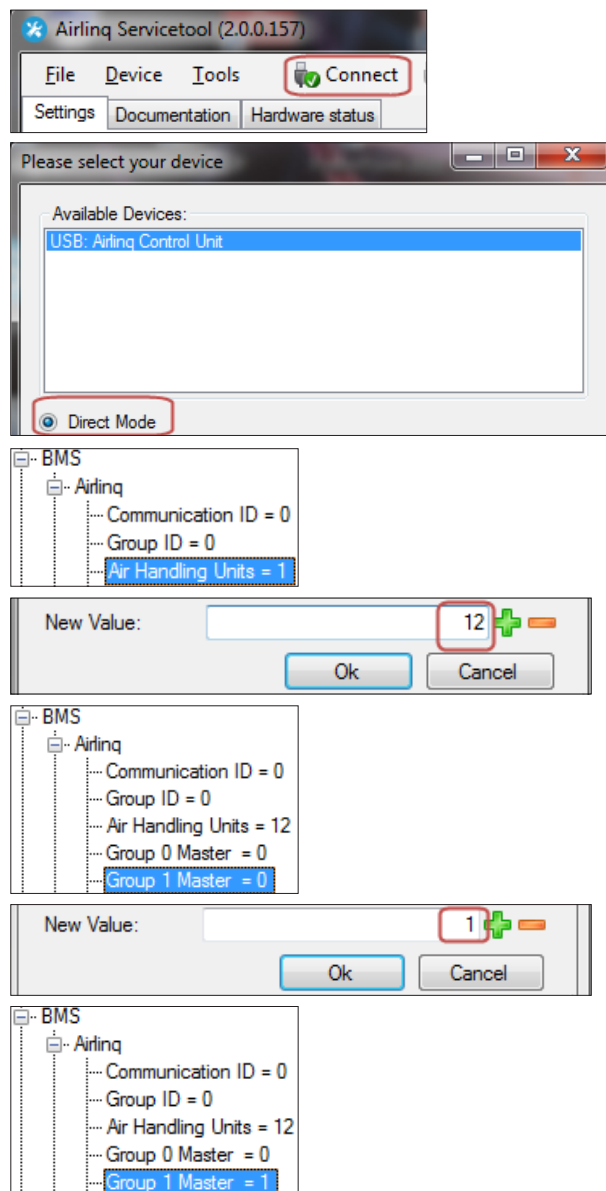 Airlinq Servicetool (2.0.0.157)
File Device Tools Connect
Settings Documentation Hardware status
Please select your device
Available Devices:
USB: Airlinq Control Unit
Direct Mode
BMS
Airlinq
Communication ID = 0
Group ID = 0
Air Handling Units = 1
New Value: 12
Ok Cancel
BMS
Airlinq
Communication ID = 0
Group ID = 0
Air Handling Units = 12
Group 0 Master = 0
Group 1 Master = 0
New Value: 1
Ok Cancel
BMS
Airlinq
Communication ID = 0
Group ID = 0
Air Handling Units = 12
Group 0 Master = 0
Group 1 Master = 1